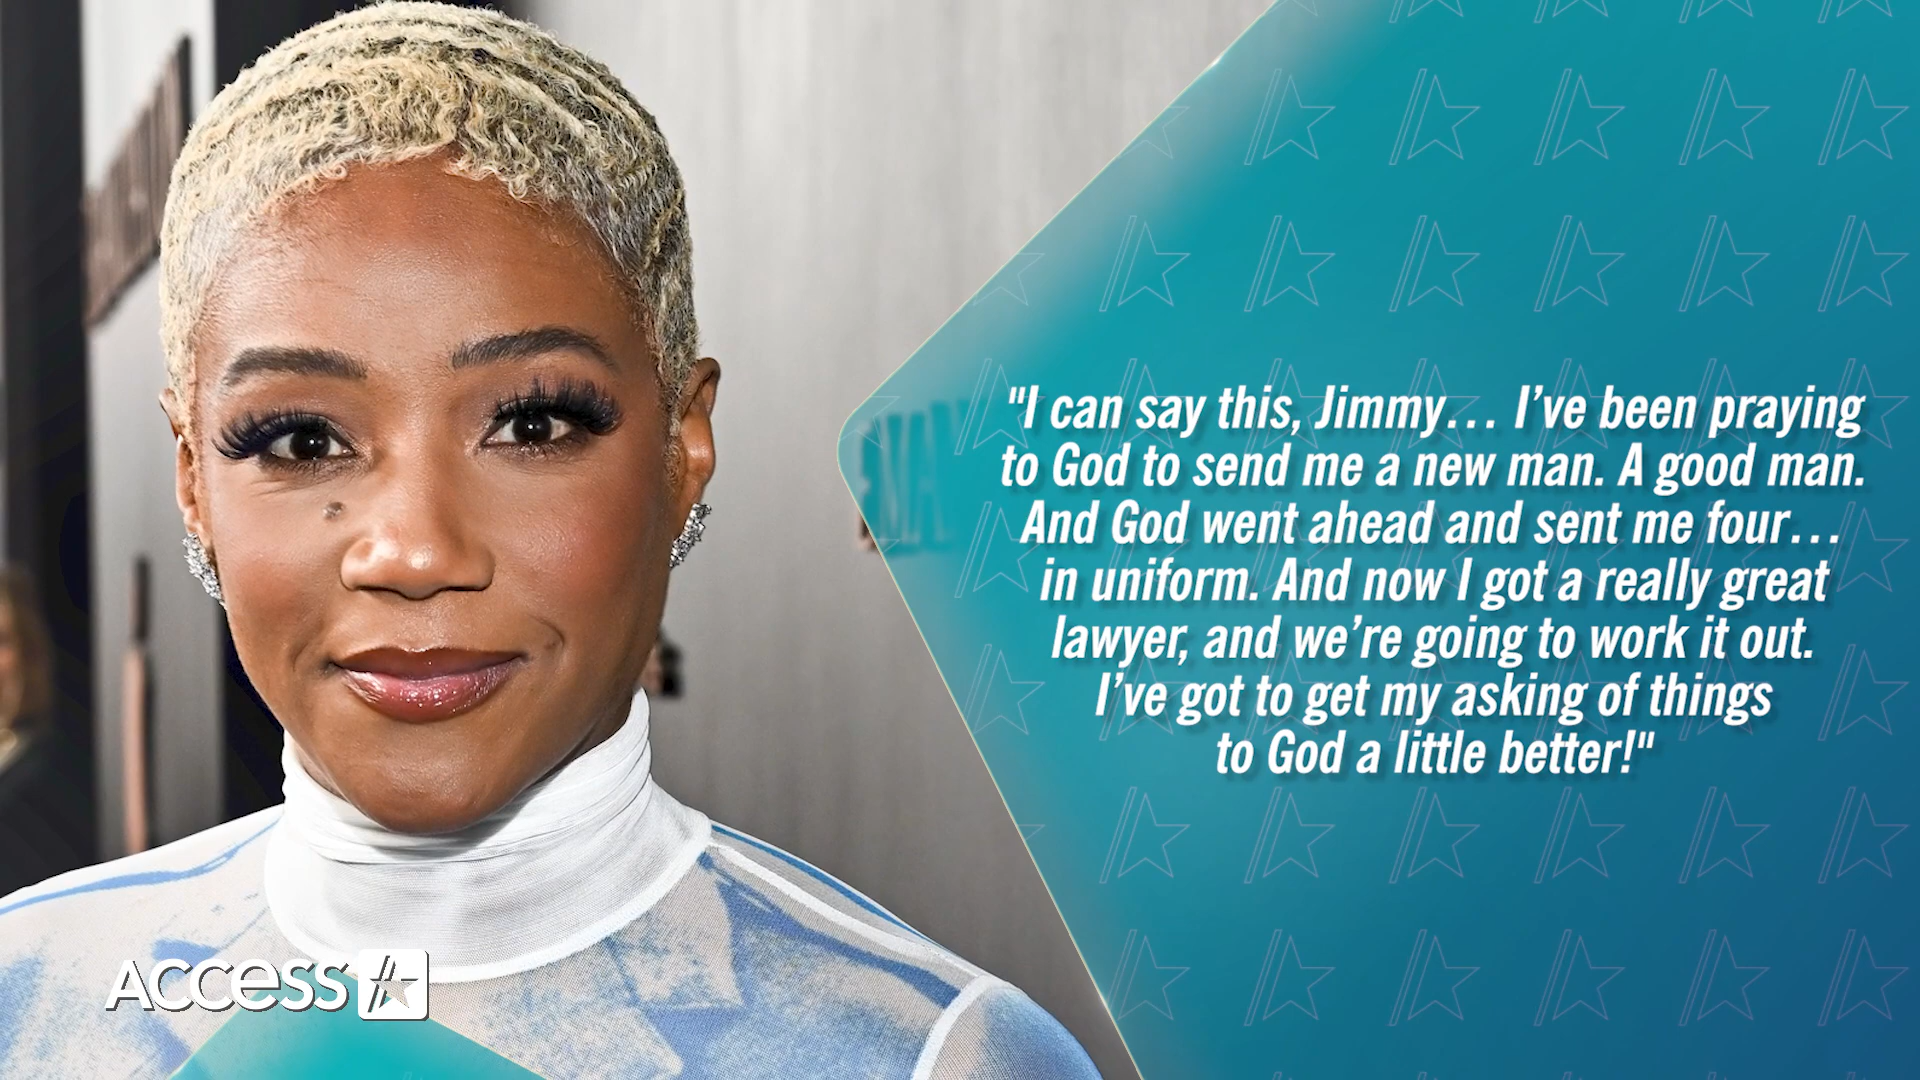 "I can say this, Jimmy… I've been praying
to God to send me a new man. A good man.
And God went ahead and sent me four…
in uniform. And now I got a really great
lawyer, and we're going to work it out.
I've got to get my asking of things
to God a little better!"
access